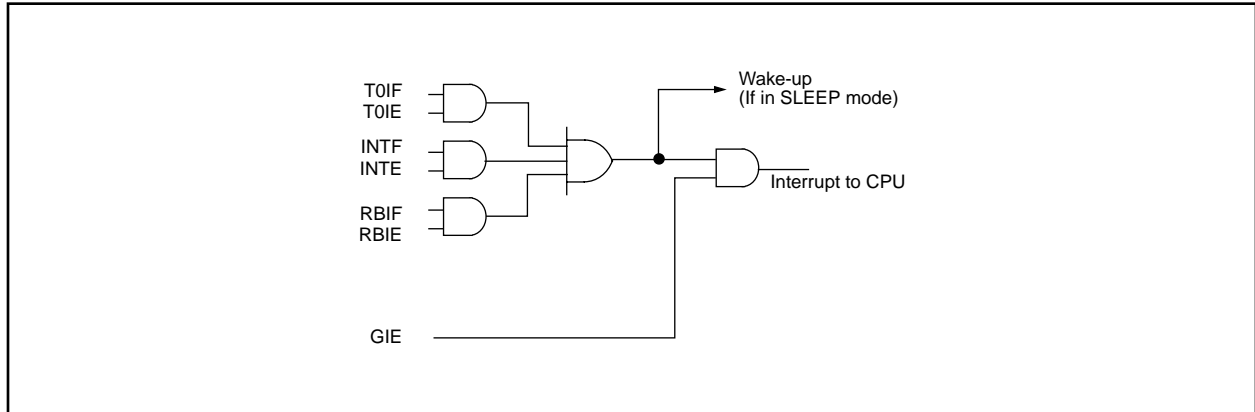 T0IF
T0IE
INTF
INTE
RBIF
RBIE
GIE
Wake-up
(If in SLEEP mode)
Interrupt to CPU